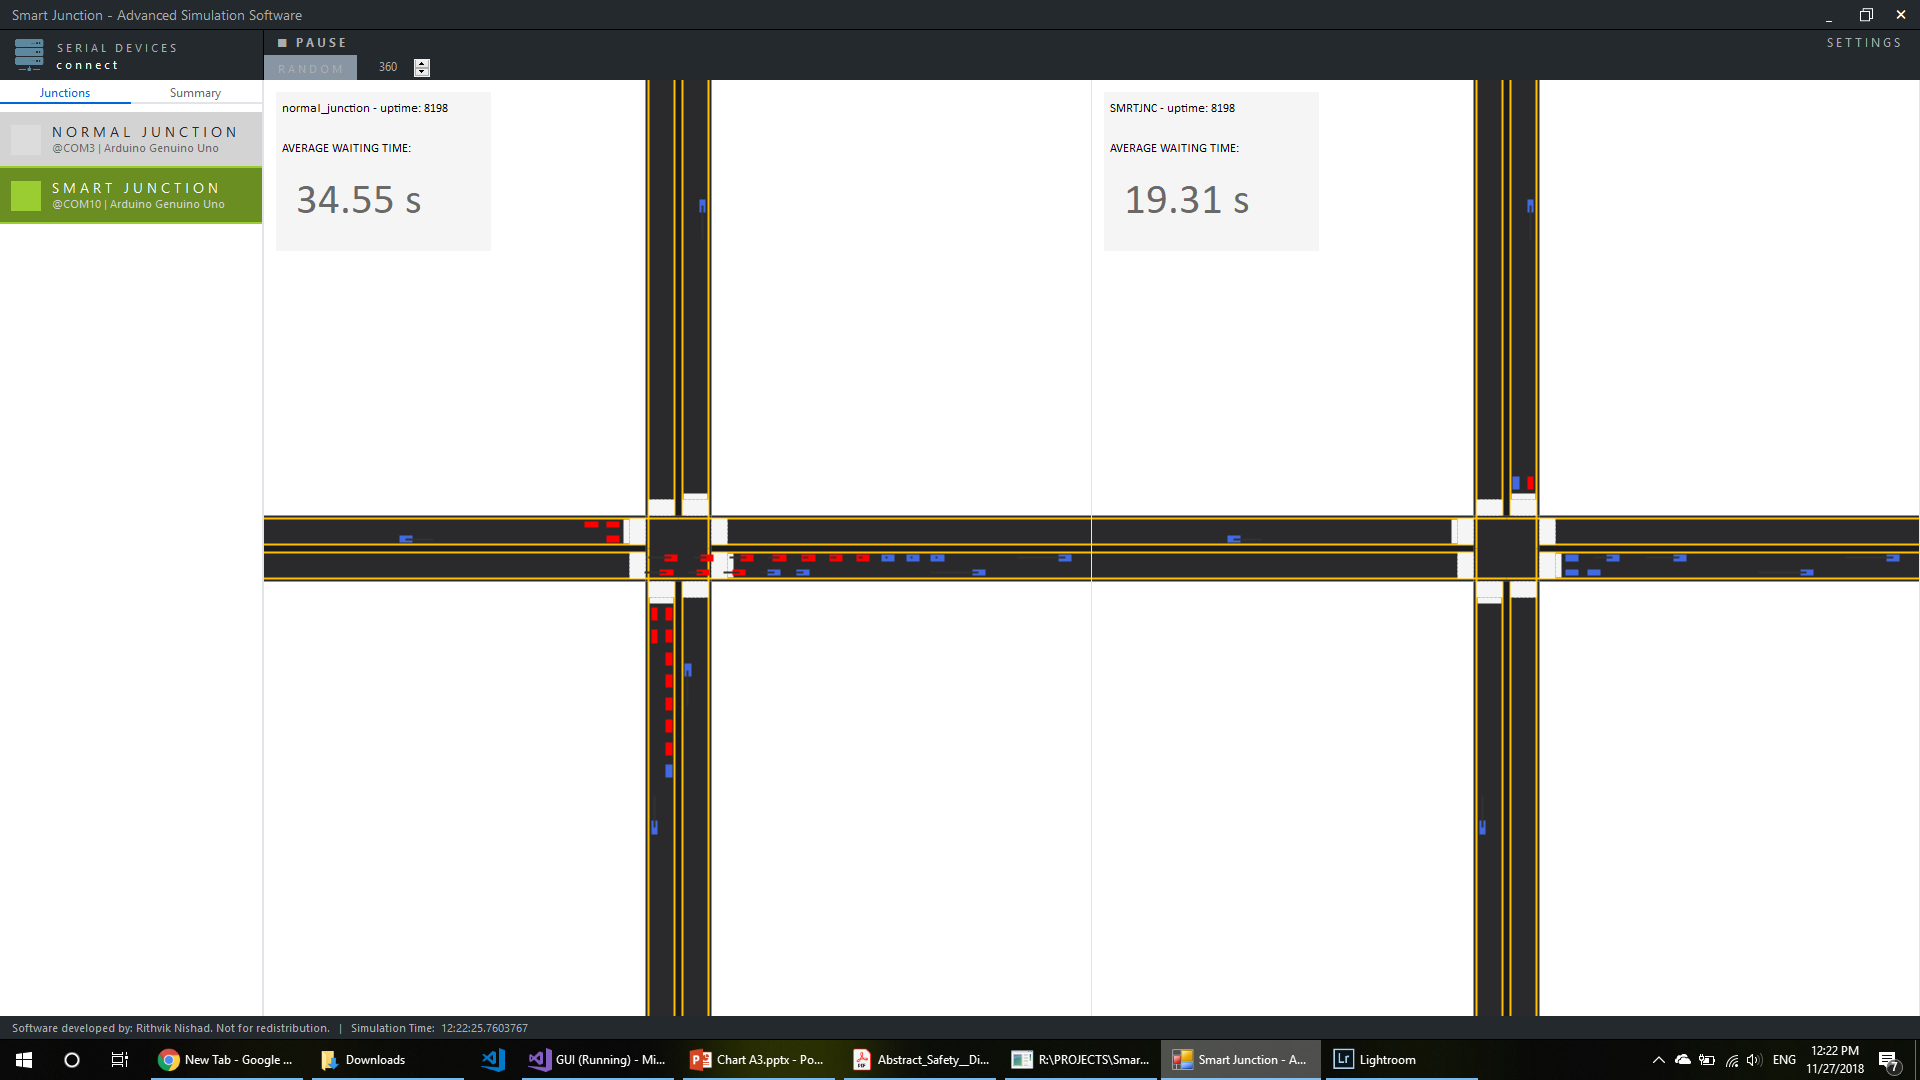 Smart Junction - Advanced Simulation Software
SERIAL DEVICES
connect
PAUSE
SETTINGS
RANDOM
360
Junctions
Summary
NORMAL JUNCTION
@COM3 | Arduino Genuino Uno
SMART JUNCTION
@COM10 | Arduino Genuino Uno
normal_junction - uptime: 8198
AVERAGE WAITING TIME:
34.55 s
SMRTJNC - uptime: 8198
AVERAGE WAITING TIME:
19.31 s
Software developed by: Rithvik Nishad. Not for redistribution. | Simulation Time: 12:22:25.7603767
New Tab - Google ...
Downloads
GUI (Running) - Mi...
Chart A3.pptx - Po...
Abstract_Safety__Di...
R:\PROJECTS\Smar...
Smart Junction - A...
Lr
Lightroom
ENG
12:22 PM
11/27/2018
7